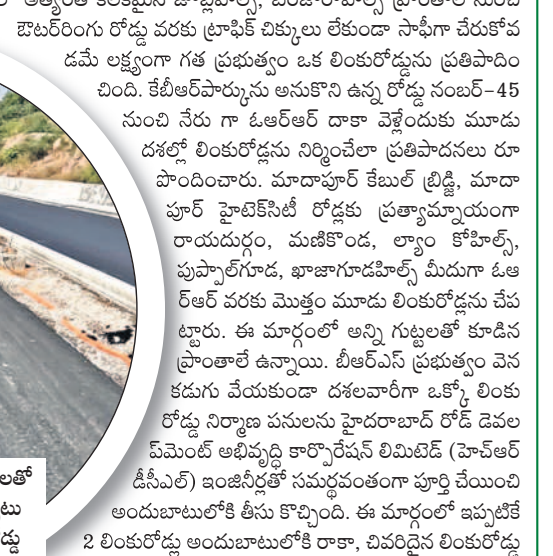 ఔటర్‌రింగు రోడ్డు వరకు ట్రాఫిక్ చిక్కులు లేకుండా సాఫీగా చేరుకోవ
డమే లక్ష్యంగా గత ప్రభుత్వం ఒక లింకురోడ్డును ప్రతిపాదిం
చింది. కేబీఆర్‌పార్కును అనుకొని ఉన్న రోడ్డు నంబర్-45
నుంచి నేరు గా ఓఆర్ఆర్ దాకా వెళ్లేందుకు మూడు
దశల్లో లింకురోడ్లను నిర్మించేలా ప్రతిపాదనలు రూ
పొందించారు. మాదాపూర్ కేబుల్ బ్రిడ్జి, మాదా
పూర్ హైటెక్‌సిటీ రోడ్లకు ప్రత్యామ్నాయంగా
రాయదుర్గం, మణికొండ, ల్యాం కోహిల్స్,
పుప్పాల్‌గూడ, ఖాజాగూడహిల్స్ మీదుగా ఓఆ
ర్ఆర్ వరకు మొత్తం మూడు లింకురోడ్లను చేప
ట్టారు. ఈ మార్గంలో అన్ని గుట్టలతో కూడిన
ప్రాంతాలే ఉన్నాయి. బీఆర్ఎస్ ప్రభుత్వం వెన
కడుగు వేయకుండా దశలవారీగా ఒక్కో లింకు
రోడ్డు నిర్మాణ పనులను హైదరాబాద్ రోడ్ డెవల
ప్‌మెంట్ అభివృద్ధి కార్పొరేషన్ లిమిటెడ్ (హెచ్ఆర్
డీసీఎల్) ఇంజినీర్లతో సమర్థవంతంగా పూర్తి చేయించి
అందుబాటులోకి తీసు కొచ్చింది. ఈ మార్గంలో ఇప్పటికే
2 లింకురోడ్లు అందుబాటులోకి రాకా, చివరిదైన లింకురోడ్డు
లతో
టు
డ్డు